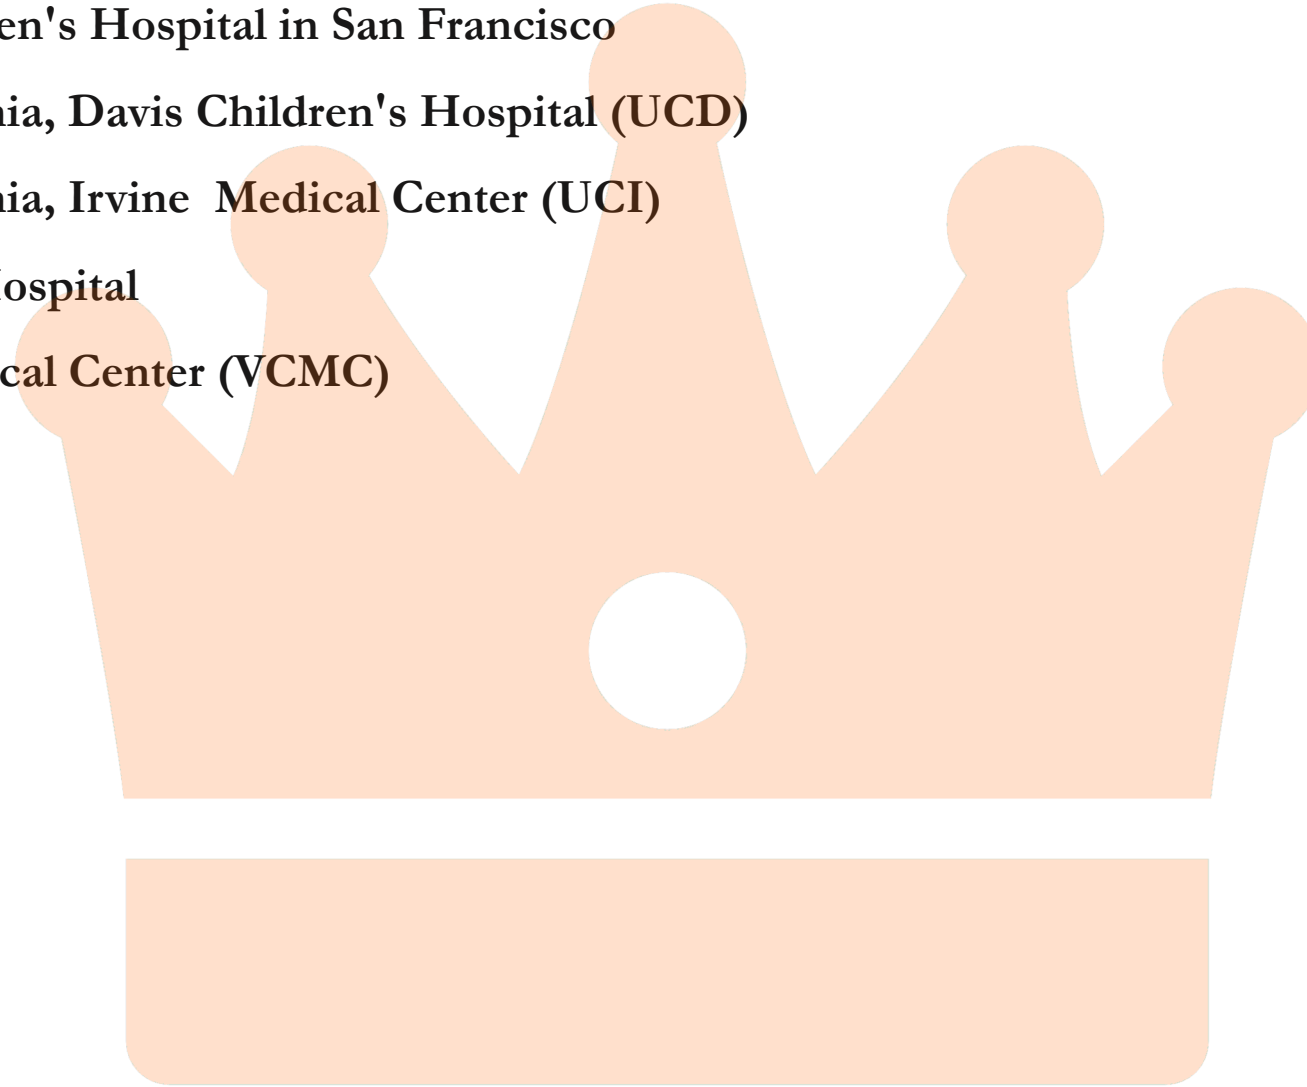 en's Hospital in San Francisco
nia, Davis Children's Hospital (UCD)
nia, Irvine Medical Center (UCI)
ospital
cal Center (VCMC)